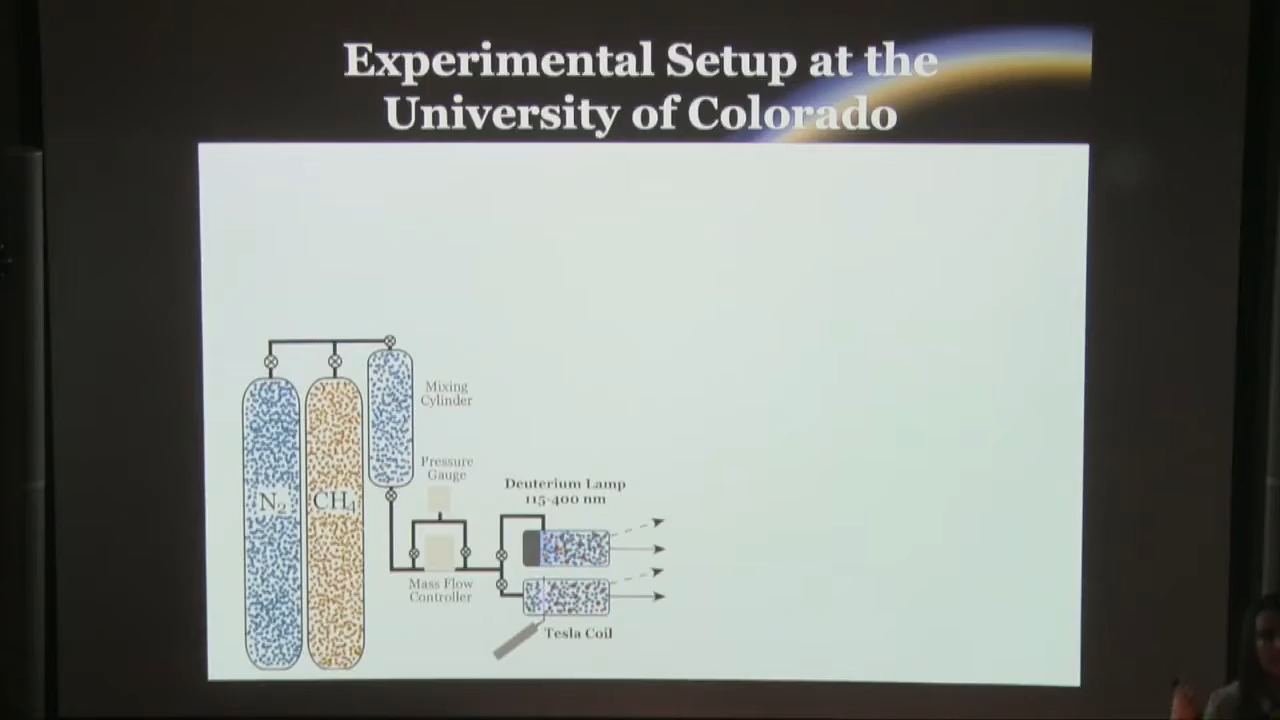 Experimental Setup at the
University of Colorado
Mixing
Cylinder
Pressure
Gauge
Deuterium Lamp
115-400 nm
N₂
CH₄
Mass Flow
Controller
Tesla Coil